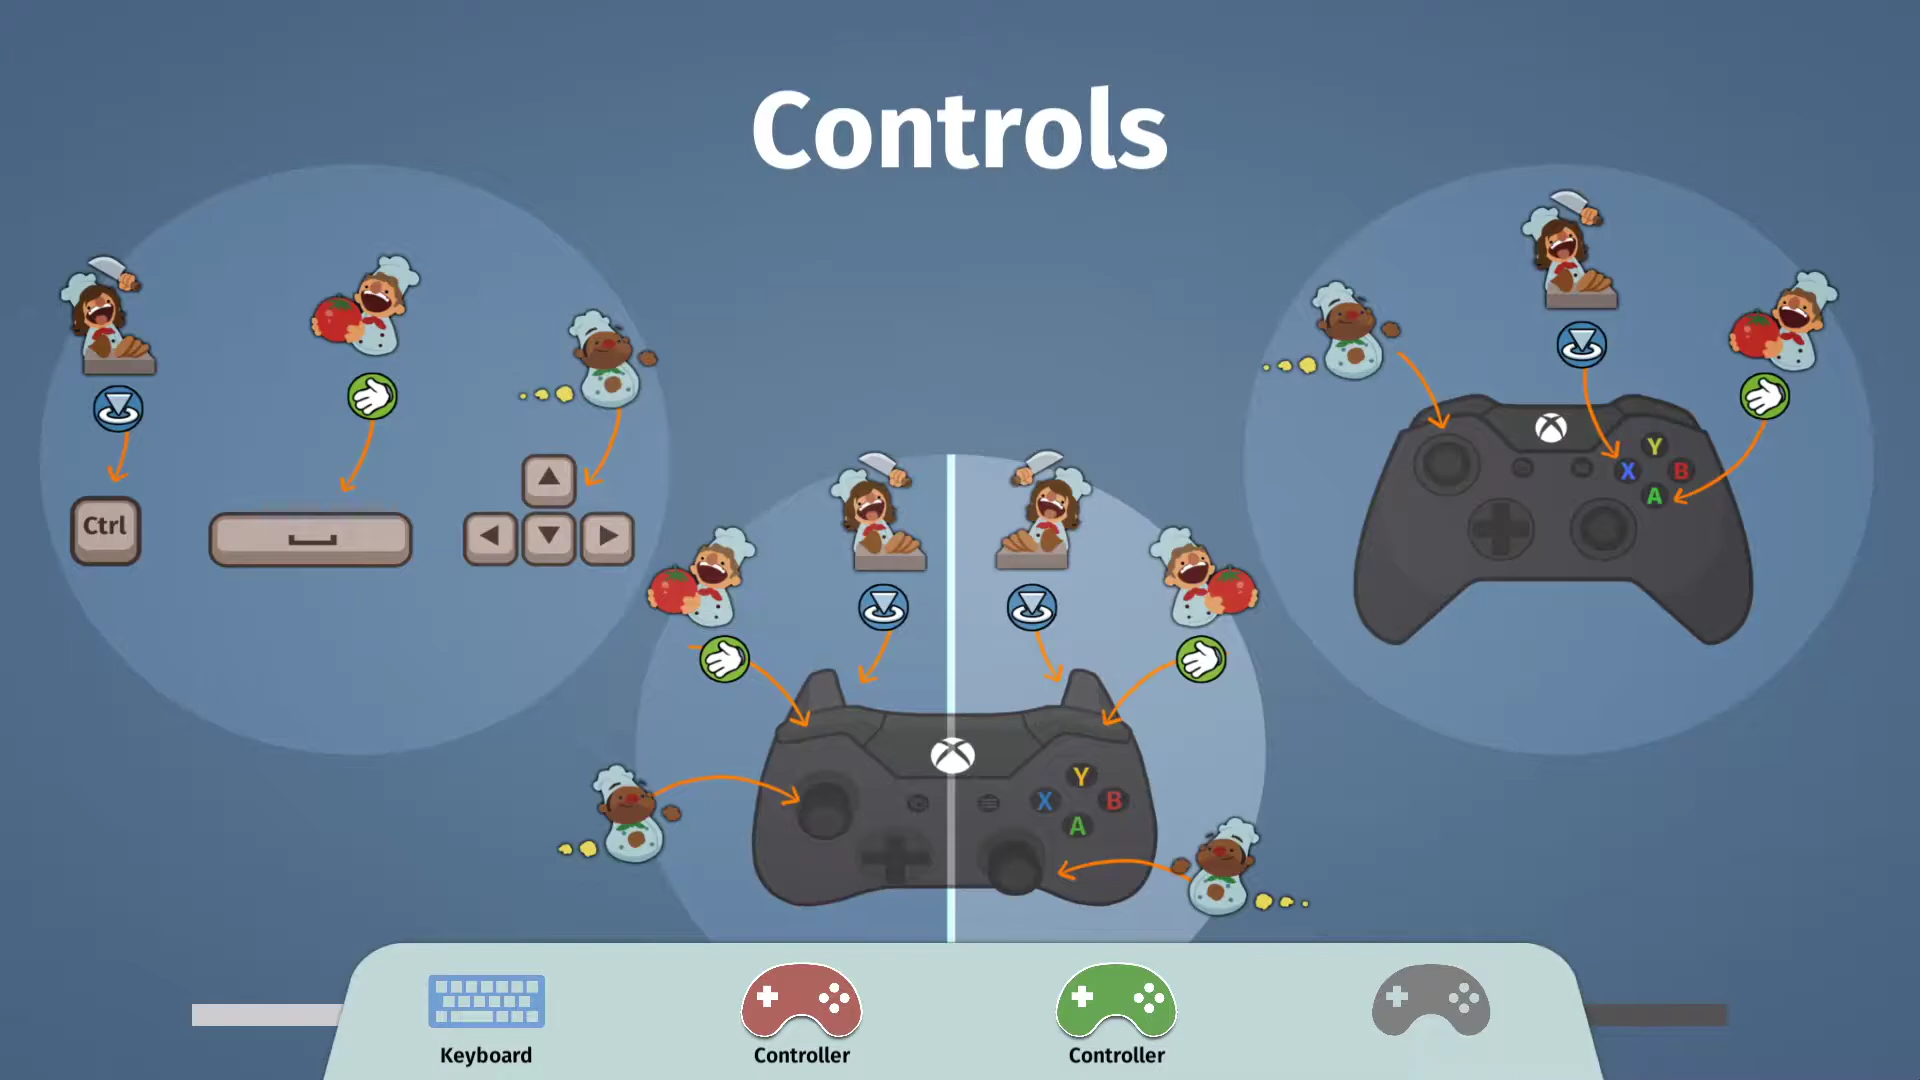 Controls
Ctrl
Y
X B
A
Y
X B
A
Keyboard Controller Controller